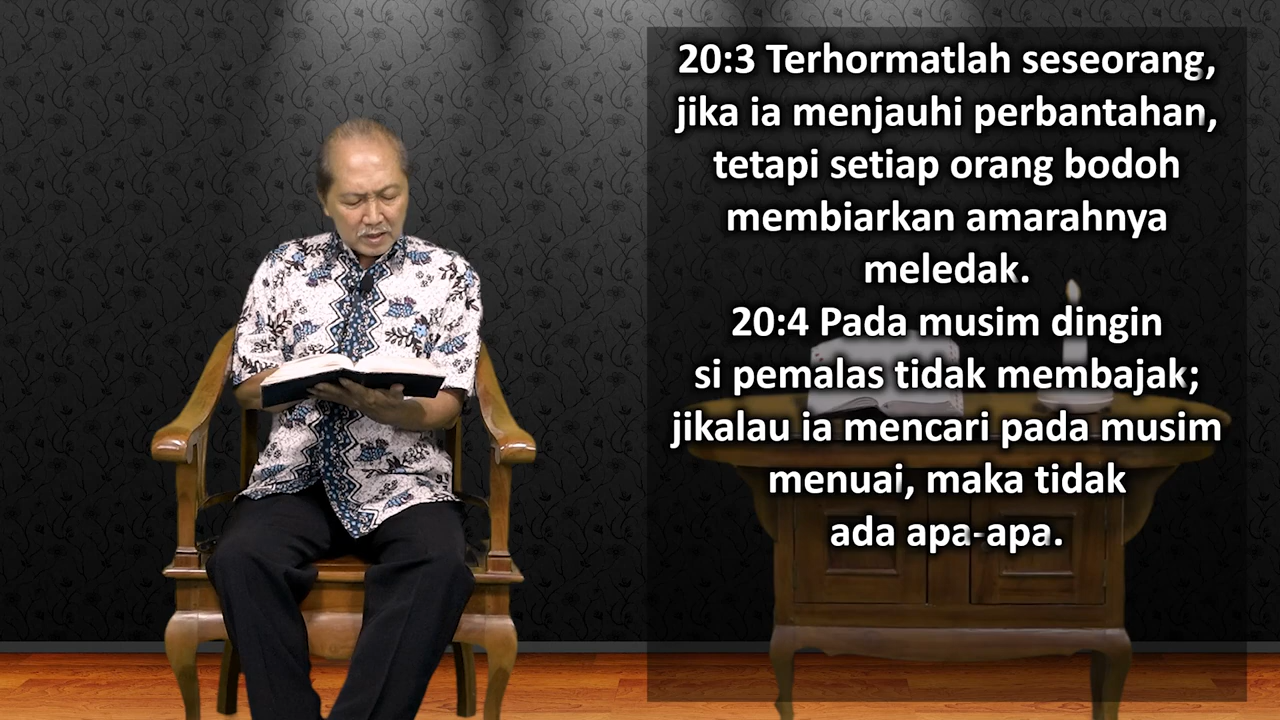 20:3 Terhormatlah seseorang,
jika ia menjauhi perbantahan,
tetapi setiap orang bodoh
membiarkan amarahnya
meledak.
20:4 Pada musim dingin
si pemalas tidak membajak;
jikalau ia mencari pada musim
menuai, maka tidak
ada apa-apa.